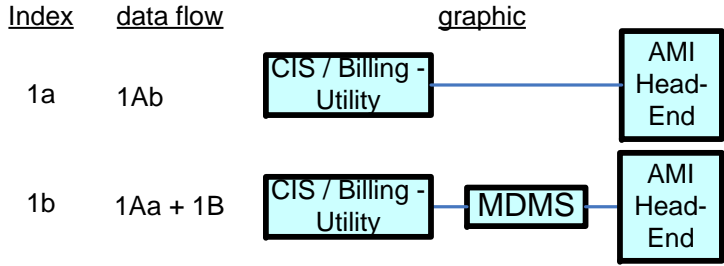 Index data flow graphic
1a 1Ab CIS / Billing -
Utility
AMI
Head-
End
1b 1Aa + 1B CIS / Billing -
Utility
MDMS
AMI
Head-
End